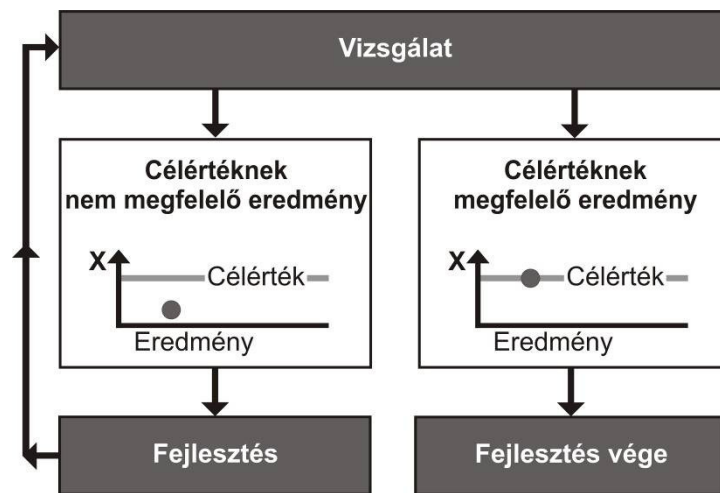 Vizsgálat
Célértéknek
nem megfelelő eredmény
X
Célérték
Eredmény
Célértéknek
megfelelő eredmény
X
Célérték
Eredmény
Fejlesztés
Fejlesztés vége